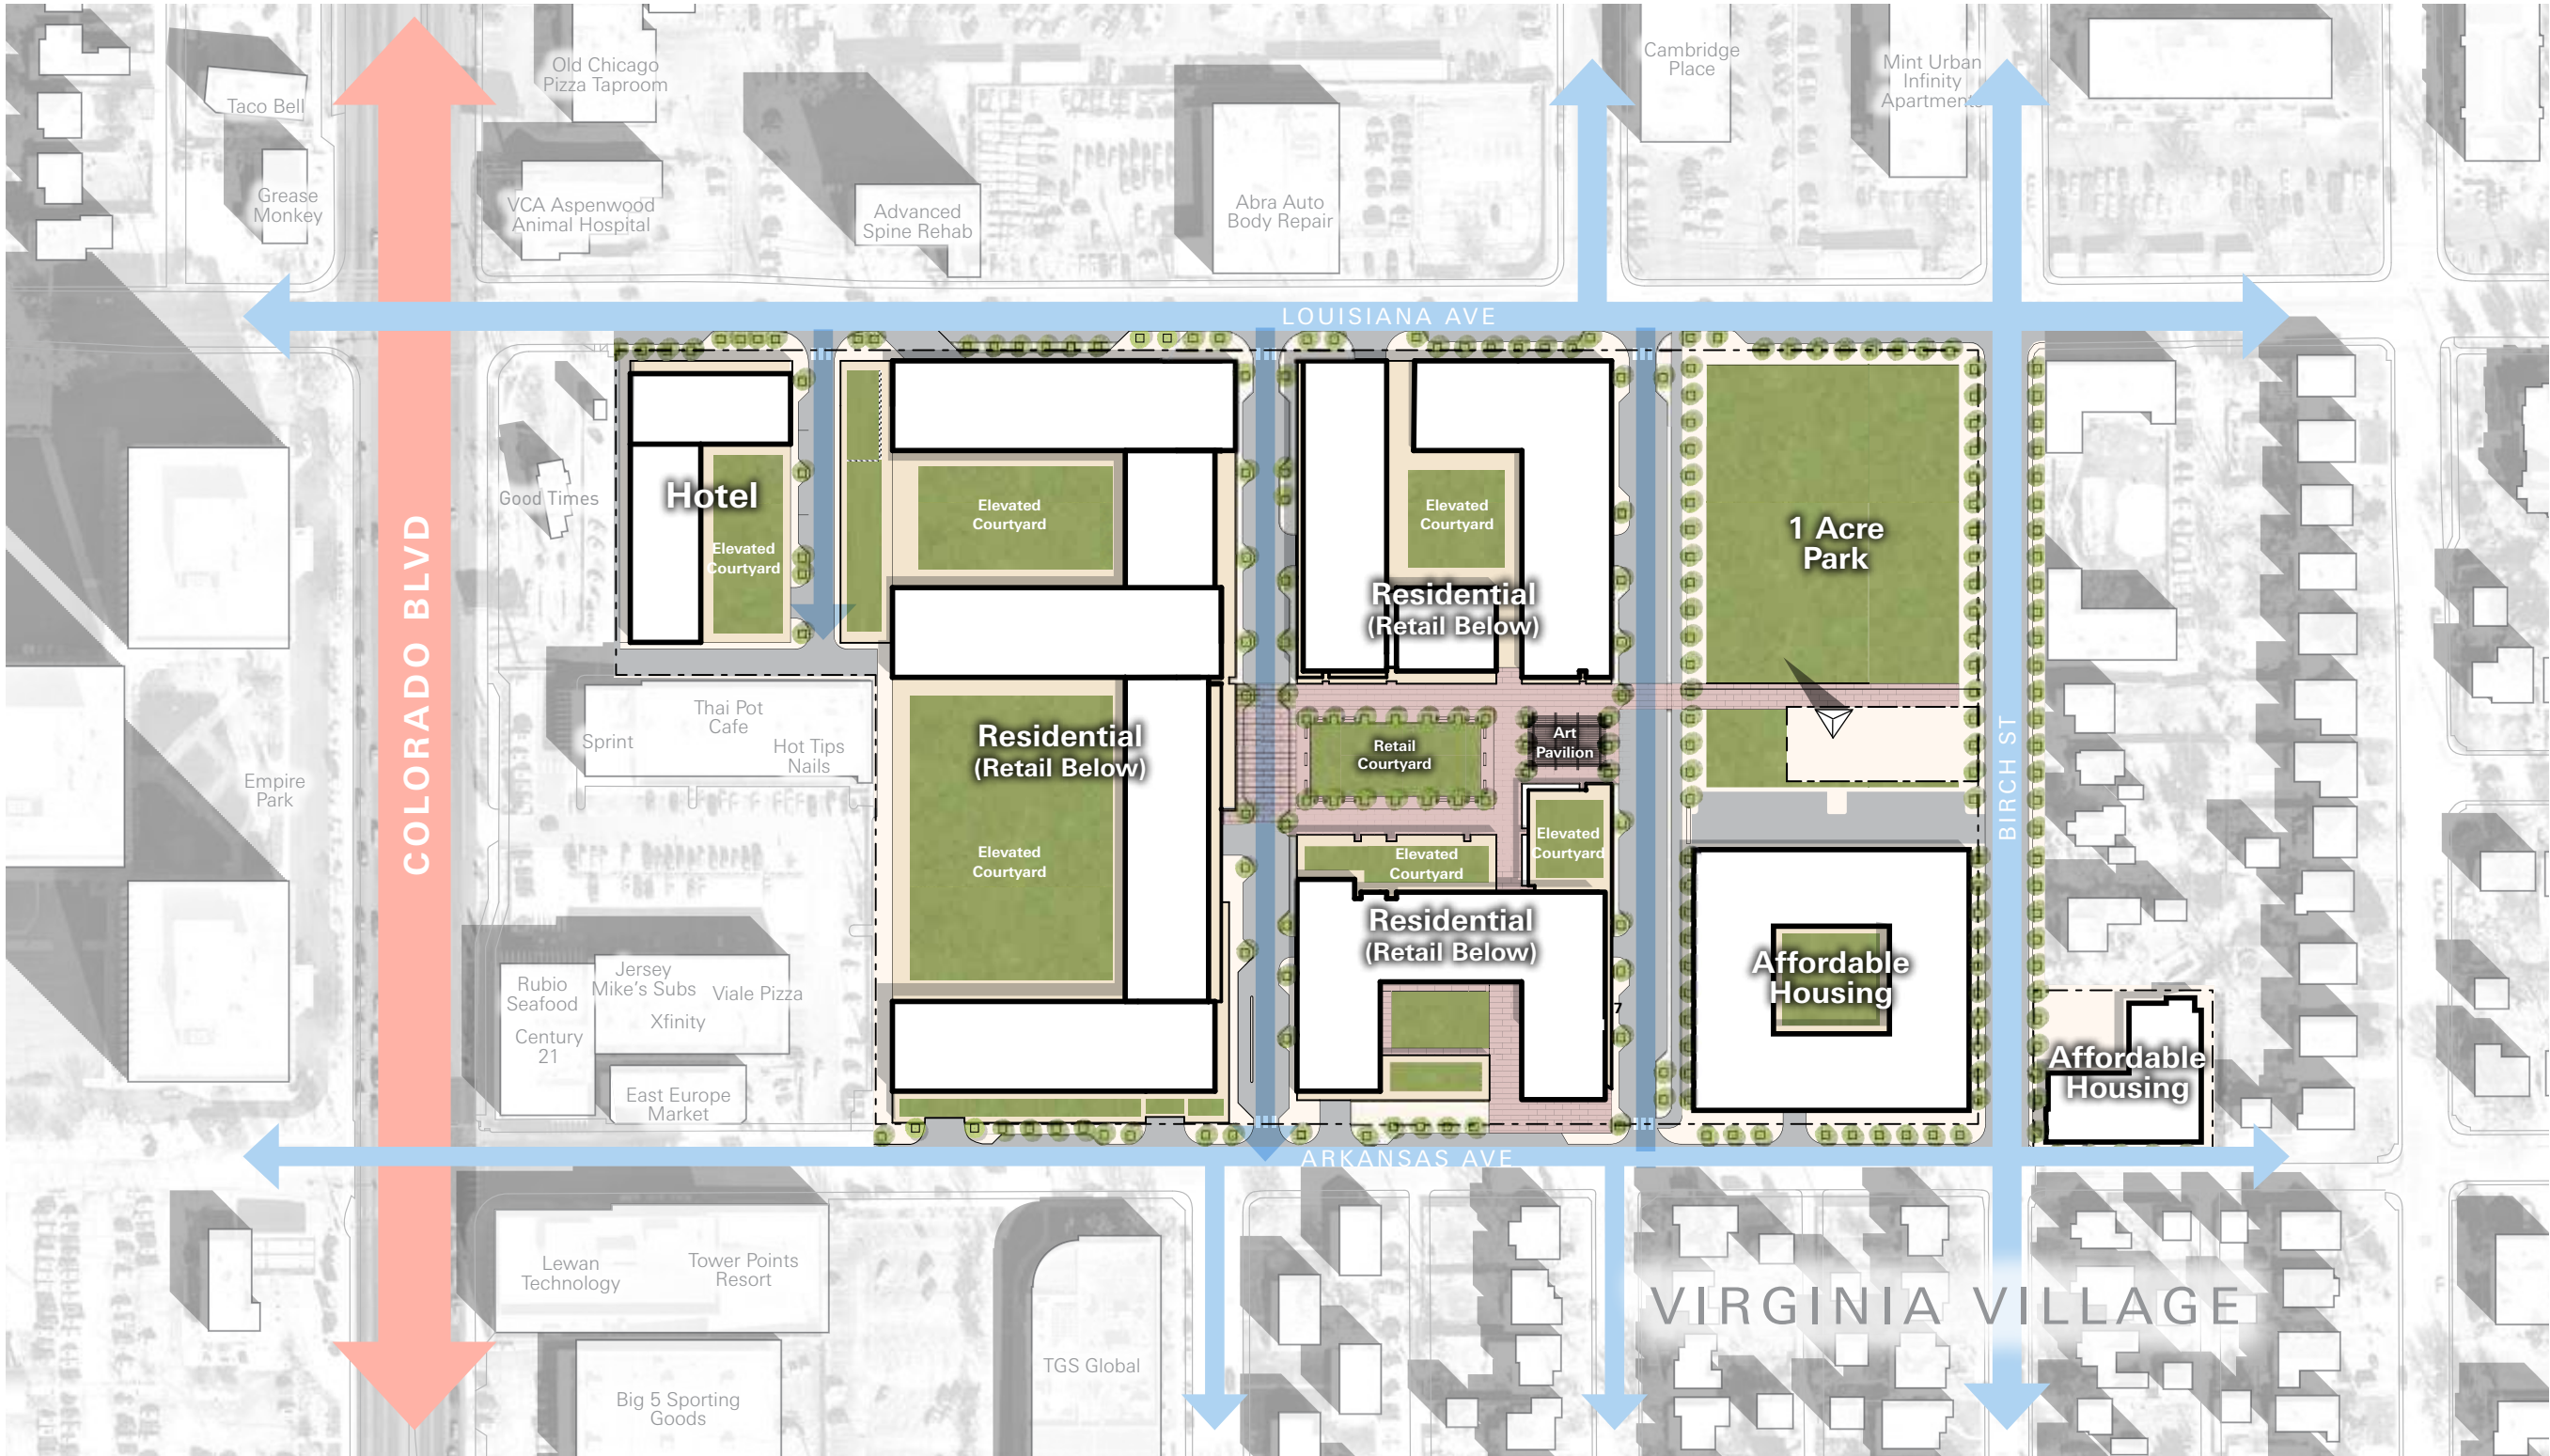 Old Chicago
Pizza Taproom
Cambridge
Place
Mint Urban
Infinity
Apartments
Taco Bell
Grease
Monkey
VCA Aspenwood
Animal Hospital
Advanced
Spine Rehab
Abra Auto
Body Repair
LOUISIANA AVE
COLORADO BLVD
Good Times
Hotel
Elevated
Courtyard
Elevated
Courtyard
Elevated
Courtyard
Residential
(Retail Below)
1 Acre
Park
Empire
Park
Sprint
Thai Pot
Cafe
Hot Tips
Nails
Residential
(Retail Below)
Elevated
Courtyard
Retail
Courtyard
Art
Pavilion
Elevated
Courtyard
Elevated
Courtyard
Residential
(Retail Below)
7
BIRCH ST
Affordable
Housing
Affordable
Housing
Rubio
Seafood
Century
21
Jersey
Mike's Subs
Xfinity
Viale Pizza
East Europe
Market
ARKANSAS AVE
Lewan
Technology
Tower Points
Resort
TGS Global
Big 5 Sporting
Goods
VIRGINIA VILLAGE